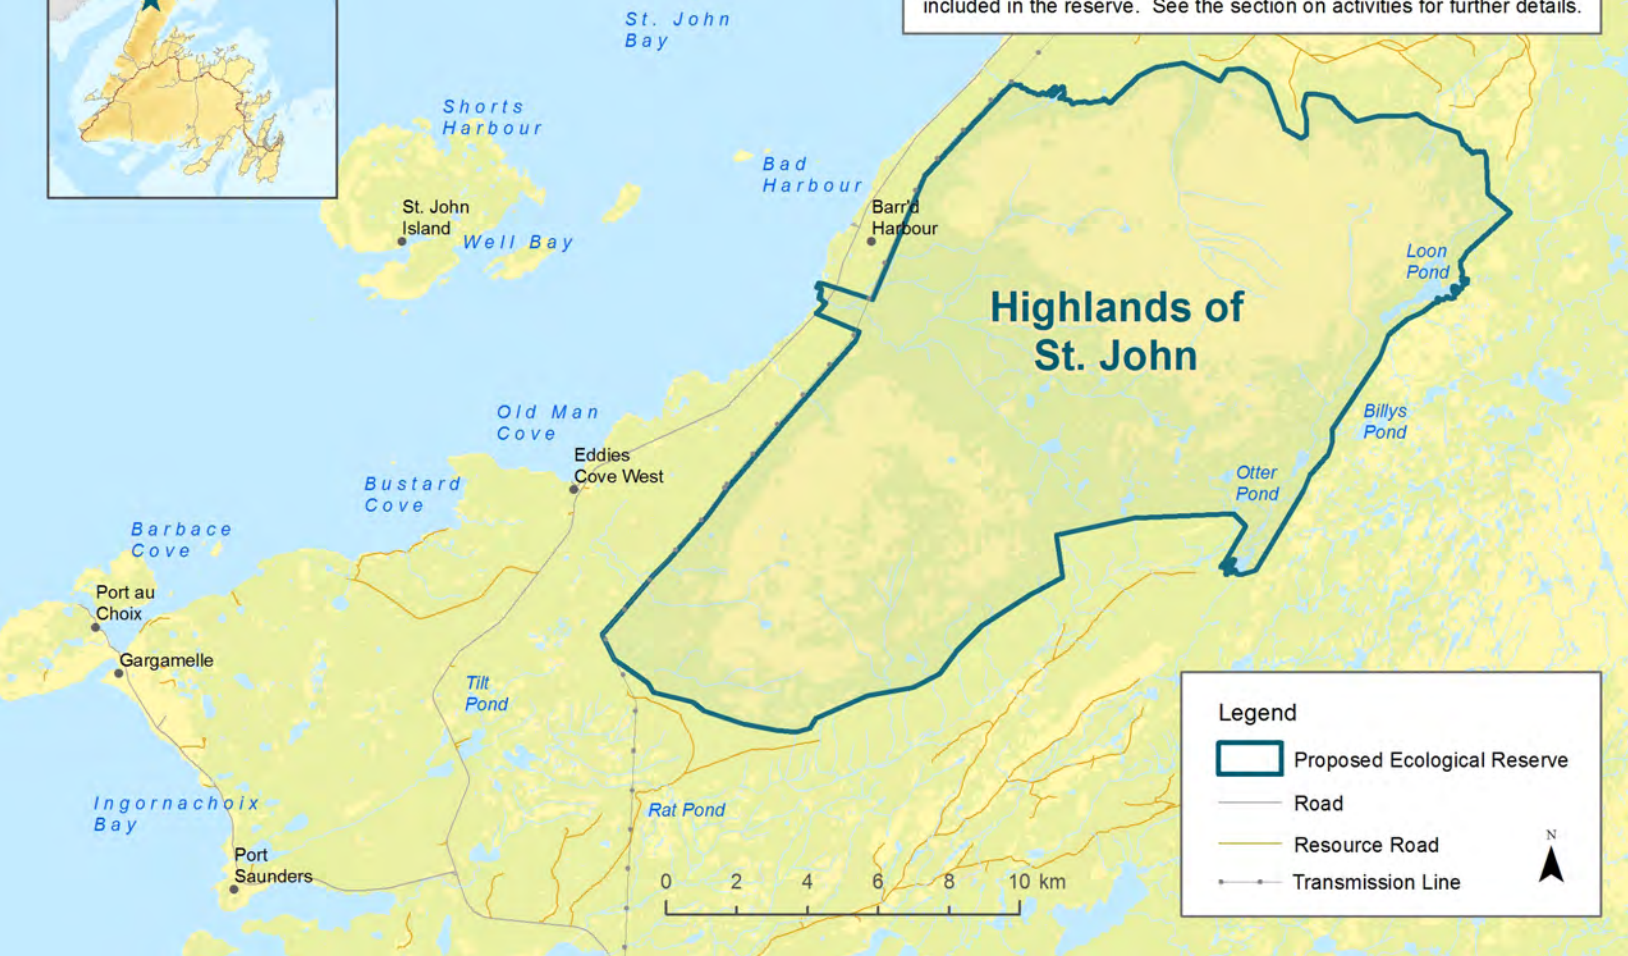 included in the reserve. See the section on activities for further details.
St. John
Bay
Shorts
Harbour
Bad
Harbour
St. John
Island
Well Bay
Barr'd
Harbour
Loon
Pond
Highlands of
St. John
Old Man
Cove
Billys
Pond
Eddies
Cove West
Otter
Pond
Bustard
Cove
Barbace
Cove
Port au
Choix
Gargamelle
Tilt
Pond
Ingornachoix
Bay
Rat Pond
Port
Saunders
0 2 4 6 8 10 km
Legend
Proposed Ecological Reserve
Road
Resource Road
Transmission Line
N